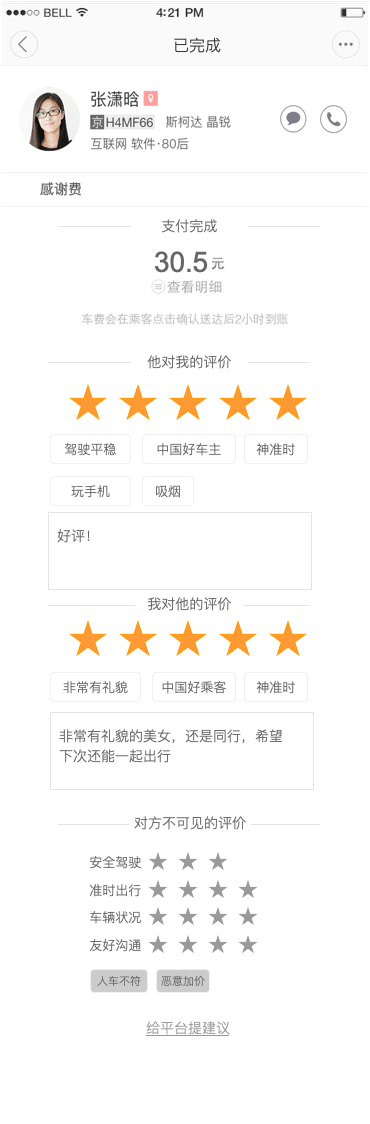 BELL 4:21 PM
已完成
张潇晗
京H4MF66 斯柯达 晶锐
互联网 软件·80后
感谢费
支付完成
30.5元
查看明细
车费会在乘客点击确认送达后2小时到账
他对我的评价
驾驶平稳 中国好车主 神准时
玩手机 吸烟
好评！
我对他的评价
非常有礼貌 中国好乘客 神准时
非常有礼貌的美女，还是同行，希望
下次还能一起出行
对方不可见的评价
安全驾驶
准时出行
车辆状况
友好沟通
人车不符 恶意加价
给平台提建议